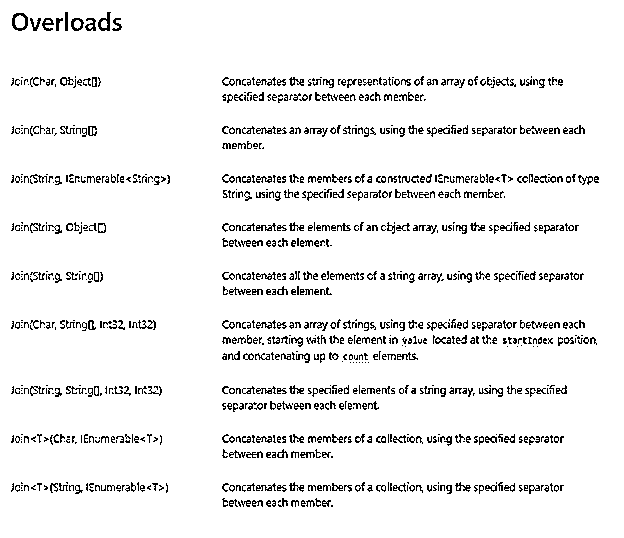 Overloads
Join(Char, Object[]) Concatenates the string representations of an array of objects, using the
specified separator between each member.
Join(Char, String[]) Concatenates an array of strings, using the specified separator between each
member.
Join(String, IEnumerable<String>) Concatenates the members of a constructed IEnumerable<T> collection of type
String, using the specified separator between each member.
Join(String, Object[]) Concatenates the elements of an object array, using the specified separator
between each element.
Join(String, String[]) Concatenates all the elements of a string array, using the specified separator
between each element.
Join(Char, String[], Int32, Int32) Concatenates an array of strings, using the specified separator between each
member, starting with the element in value located at the startIndex position,
and concatenating up to count elements.
Join(String, String[], Int32, Int32) Concatenates the specified elements of a string array, using the specified
separator between each element.
Join<T>(Char, IEnumerable<T>) Concatenates the members of a collection, using the specified separator
between each member.
Join<T>(String, IEnumerable<T>) Concatenates the members of a collection, using the specified separator
between each member.